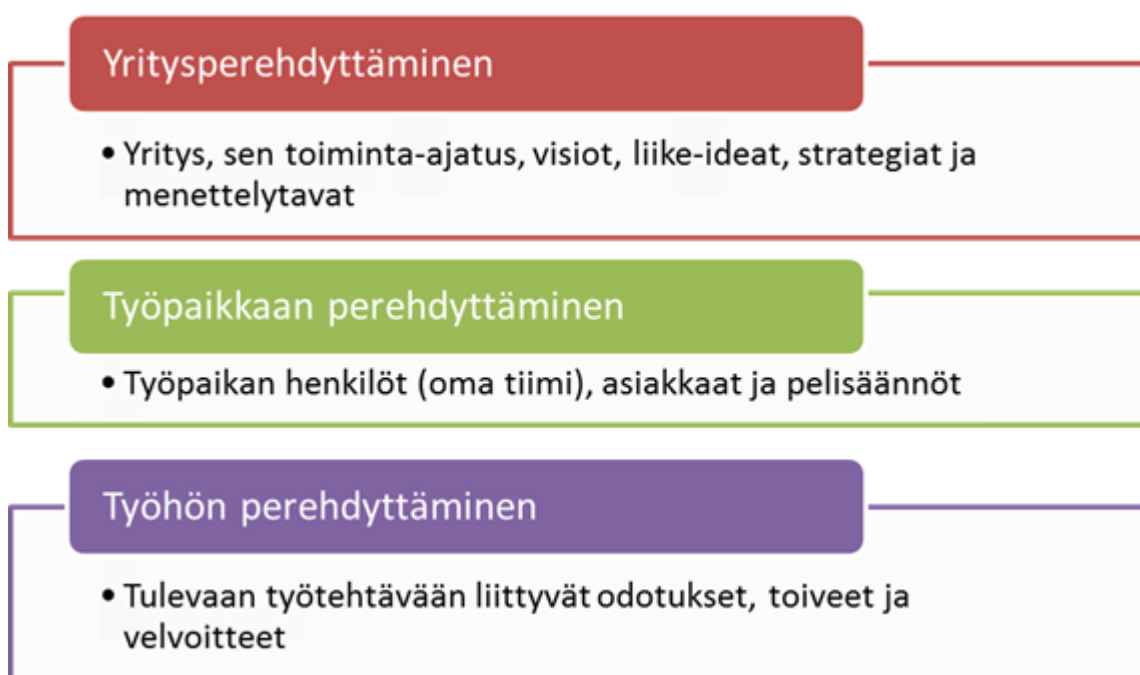 Yritysperehdyttäminen
• Yritys, sen toiminta-ajatus, visiot, liike-ideat, strategiat ja
menettelytavat
Työpaikkaan perehdyttäminen
• Työpaikan henkilöt (oma tiimi), asiakkaat ja pelisäännöt
Työhön perehdyttäminen
• Tulevaan työtehtävään liittyvät odotukset, toiveet ja
velvoitteet